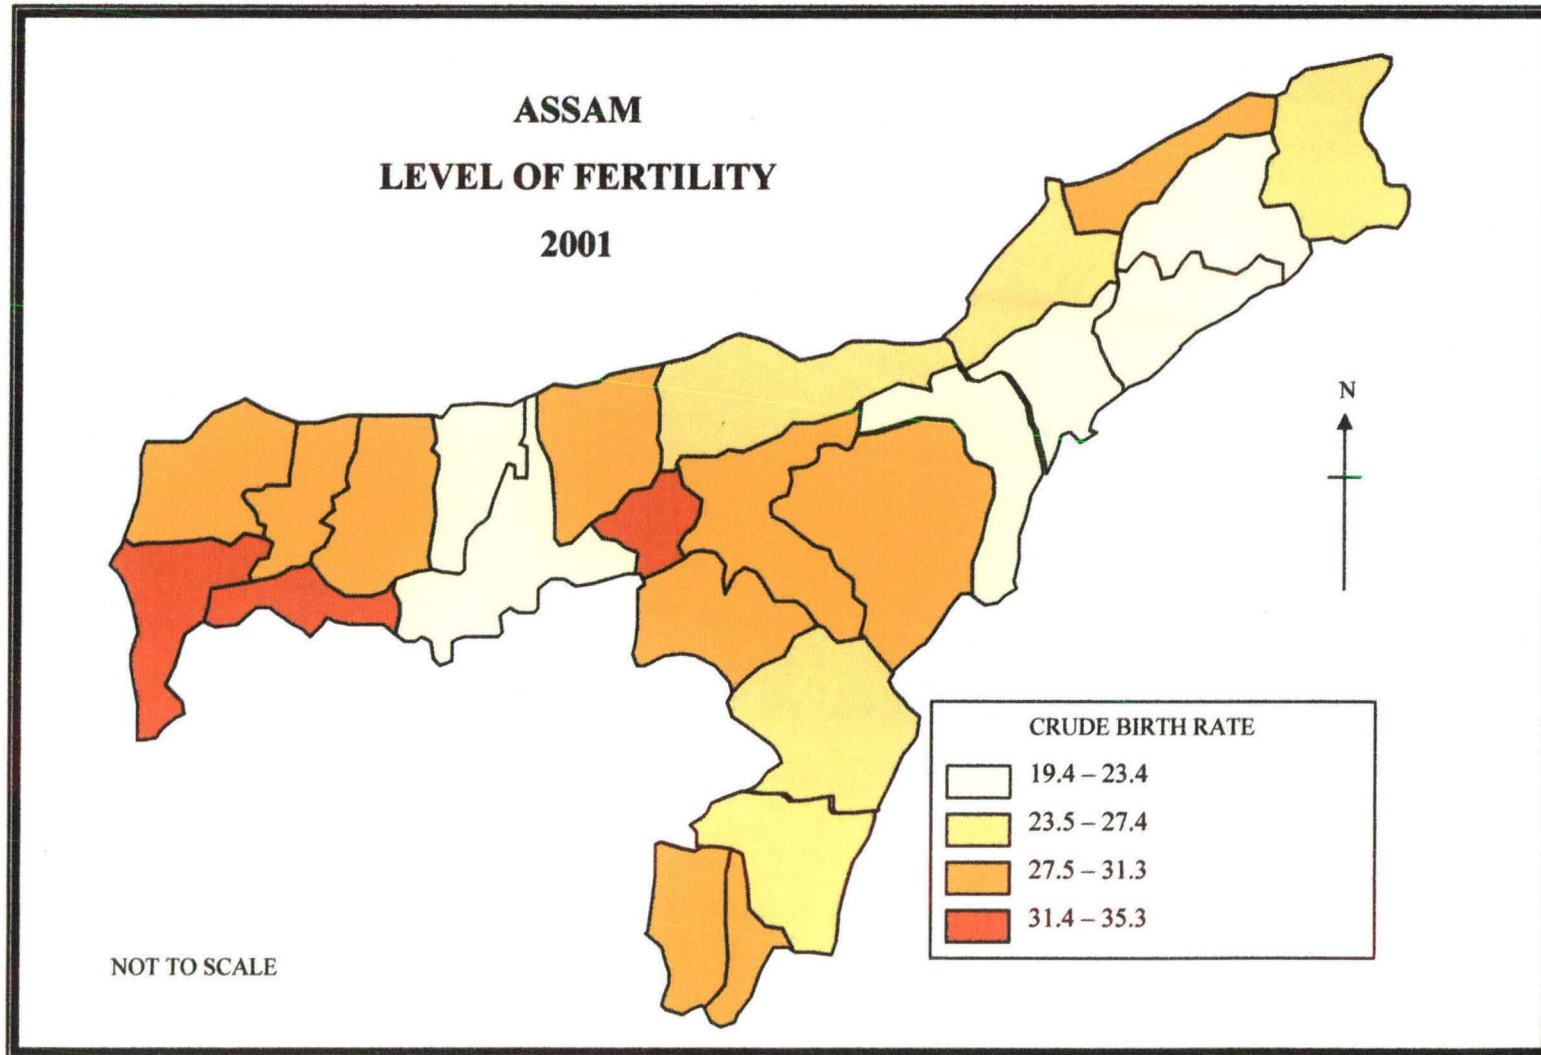 ASSAM
LEVEL OF FERTILITY
2001
N
CRUDE BIRTH RATE
19.4 – 23.4
23.5 – 27.4
27.5 – 31.3
31.4 – 35.3
NOT TO SCALE